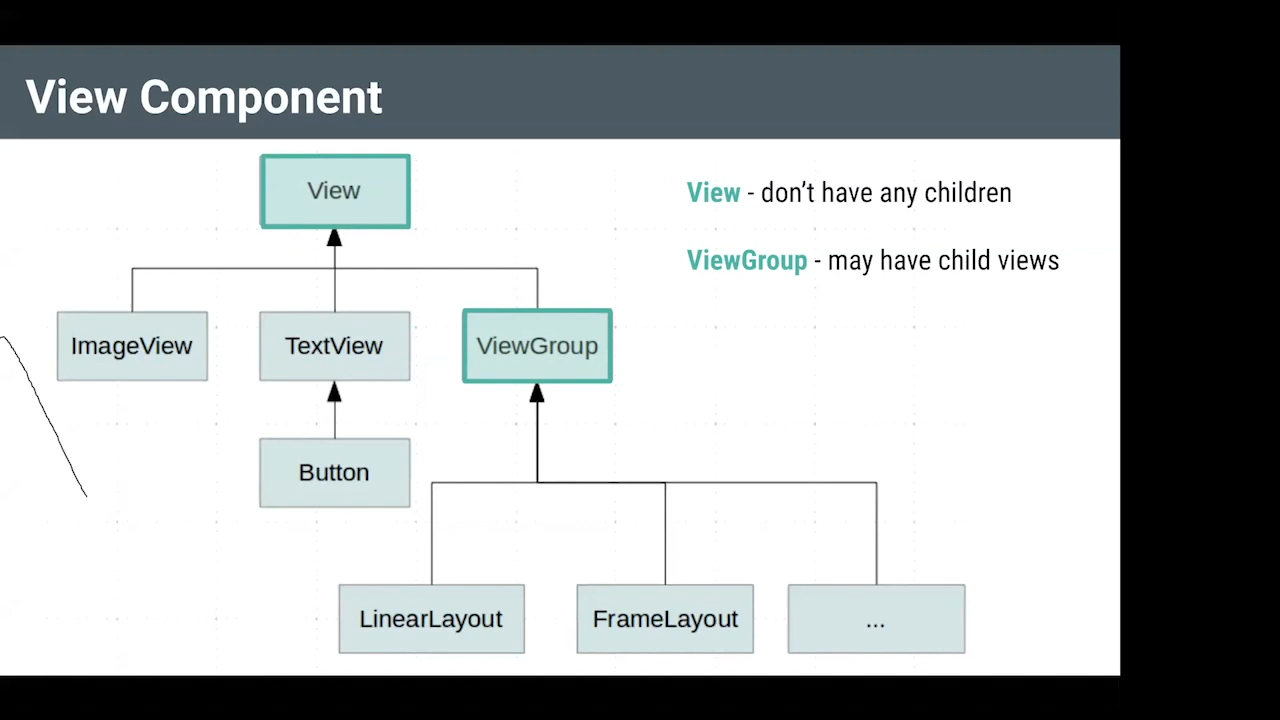 View Component
View
View - don’t have any children
ViewGroup - may have child views
ImageView
TextView
ViewGroup
Button
LinearLayout
FrameLayout
...